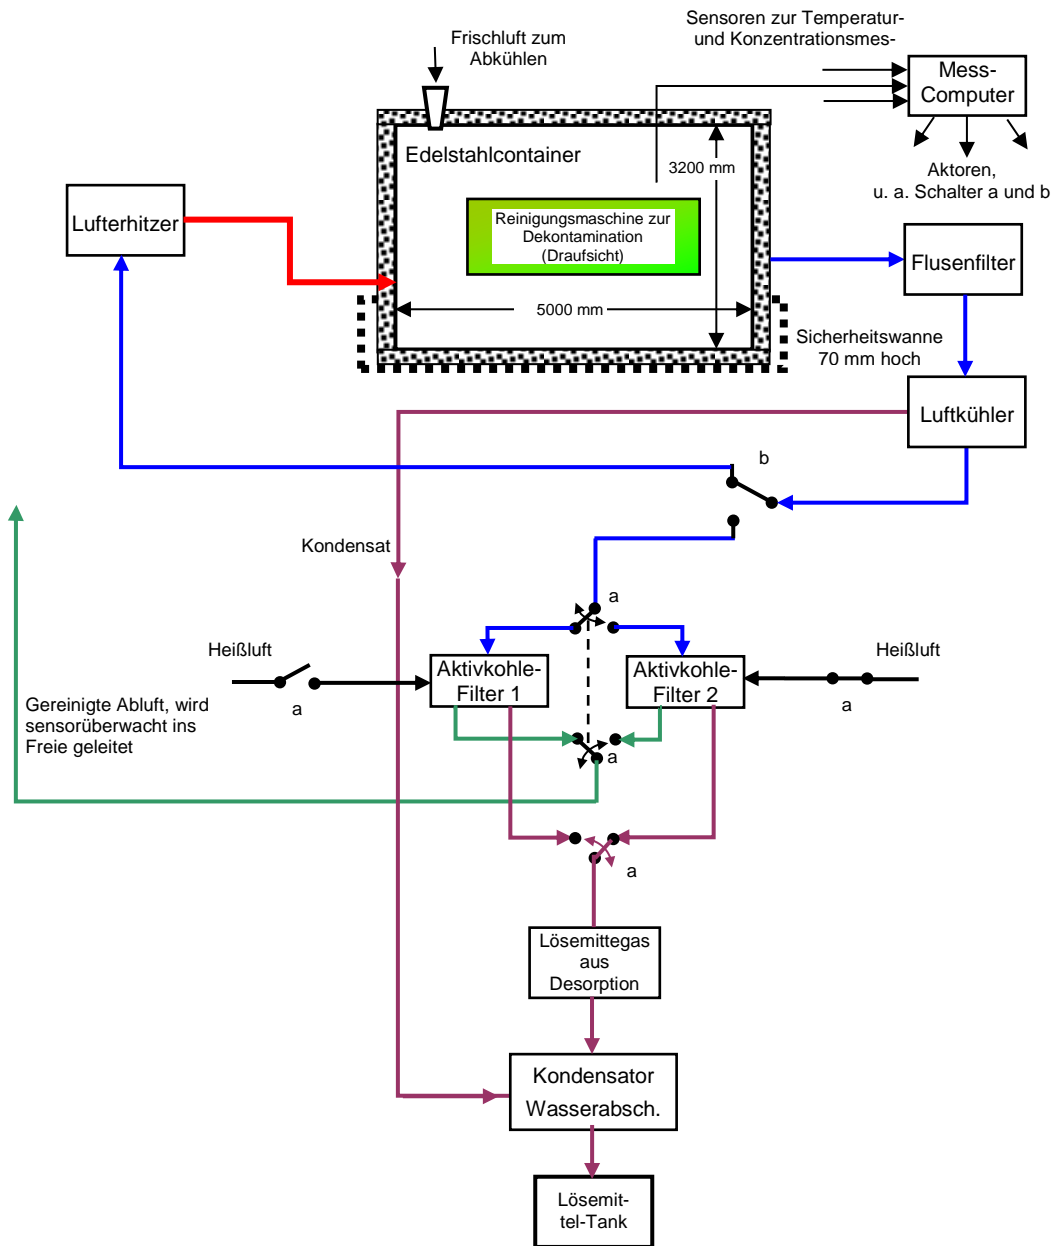 Sensoren zur Temperatur-
und Konzentrationsmes-
Frischluft zum
Abkühlen
Mess-
Computer
Edelstahlcontainer
3200 mm
Aktoren,
u. a. Schalter a und b
Lufterhitzer
Reinigungsmaschine zur
Dekontamination
(Draufsicht)
Flusenfilter
5000 mm
Sicherheitswanne
70 mm hoch
Luftkühler
b
Kondensat
a
Heißluft
Aktivkohle-
Filter 1
Aktivkohle-
Filter 2
Heißluft
a
a
Gereinigte Abluft, wird
sensorüberwacht ins
Freie geleitet
a
a
Lösemittegas
aus
Desorption
Kondensator
Wasserabsch.
Lösemit-
tel-Tank